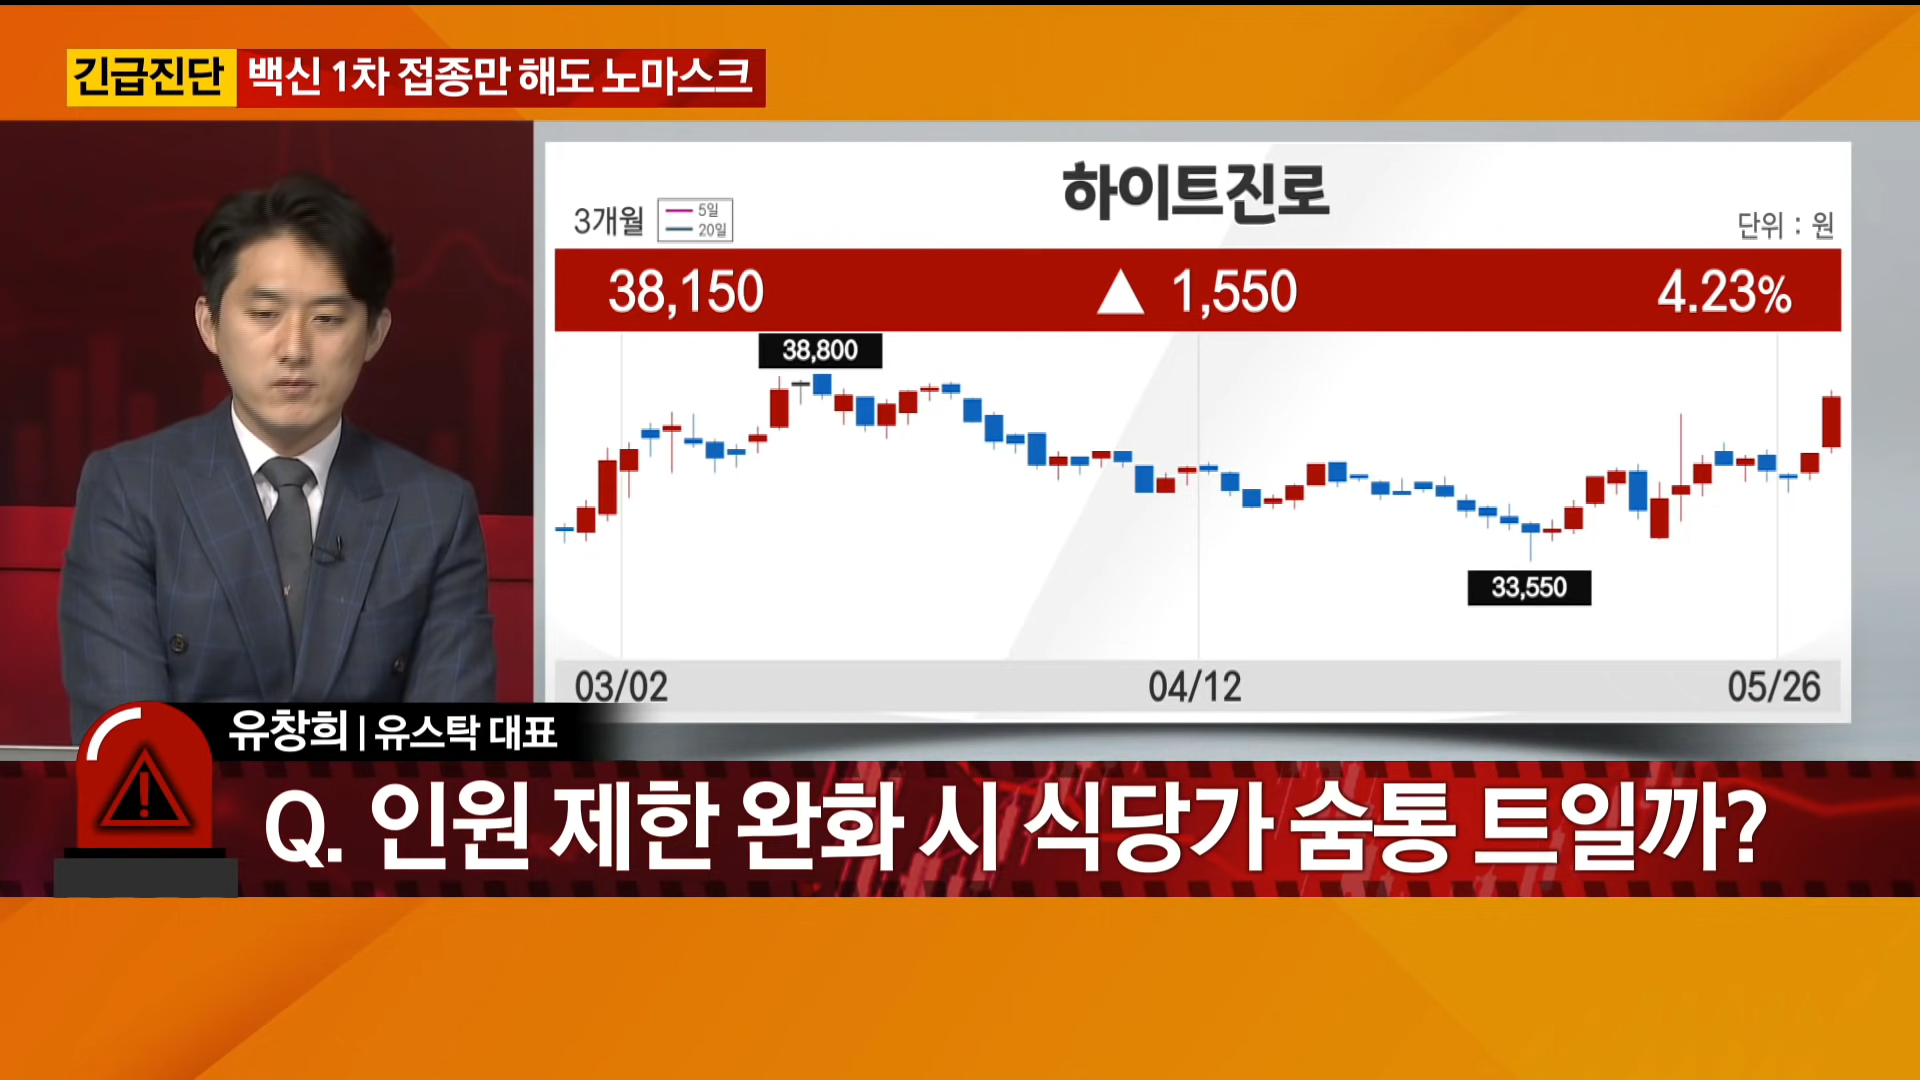 긴급진단 백신 1차 접종만 해도 노마스크
하이트진로
3개월
5일
20일
단위 : 원
38,150 ▲ 1,550 4.23%
38,800
33,550
03/02 04/12 05/26
유창희 | 유스탁 대표
Q. 인원 제한 완화 시 식당가 숨통 트일까?